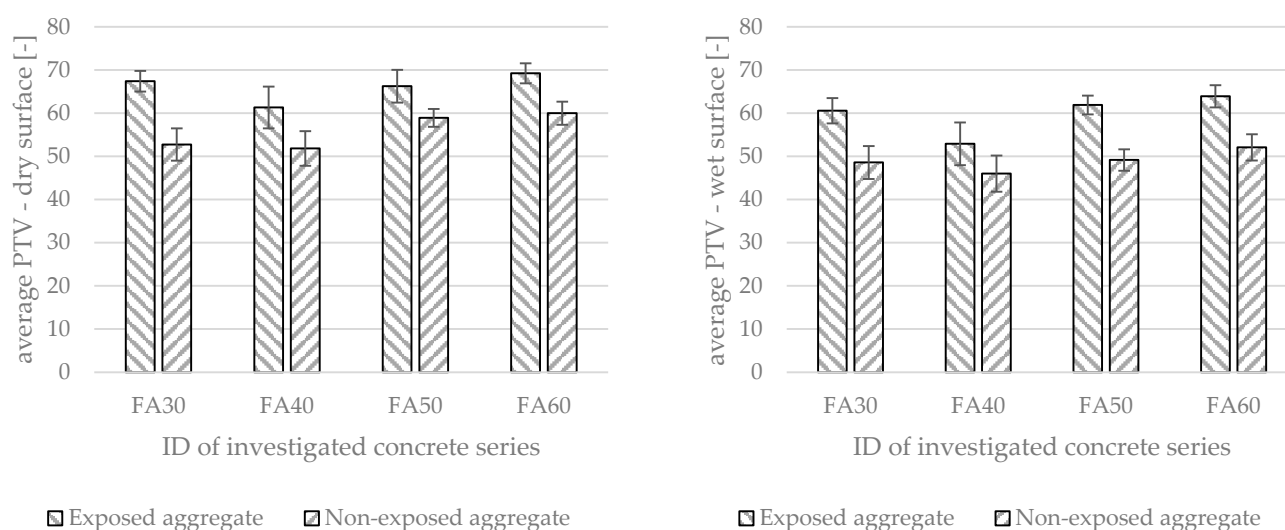 average PTV - dry surface [-]
80
70
60
50
40
30
20
10
0
FA30 FA40 FA50 FA60
ID of investigated concrete series
Exposed aggregate Non-exposed aggregate
average PTV - wet surface [-]
80
70
60
50
40
30
20
10
0
FA30 FA40 FA50 FA60
ID of investigated concrete series
Exposed aggregate Non-exposed aggregate